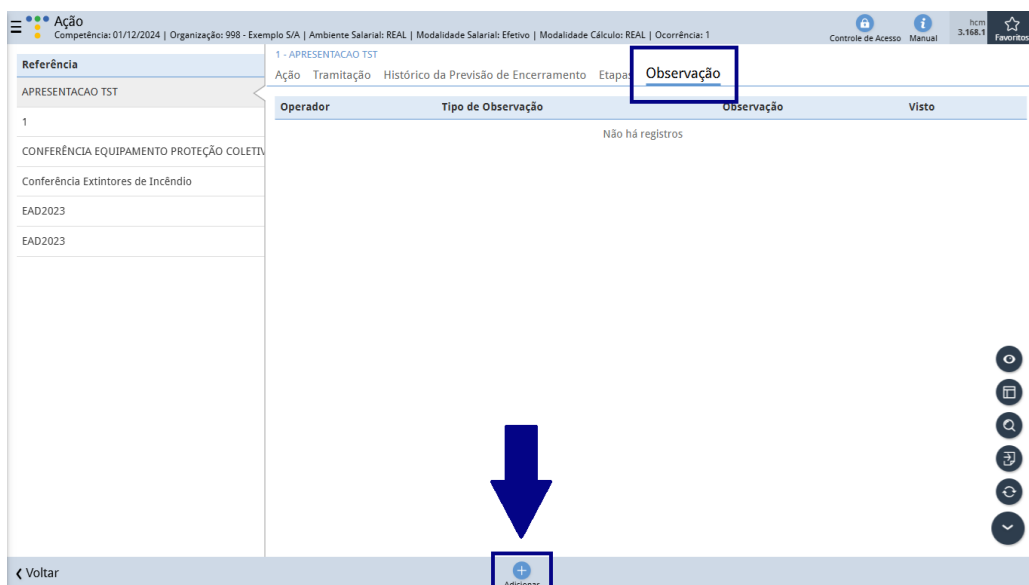 Ação
Competência: 01/12/2024 | Organização: 998 - Exemplo S/A | Ambiente Salarial: REAL | Modalidade Salarial: Efetivo | Modalidade Cálculo: REAL | Ocorrência: 1
Controle de Acesso
Manual
hcm
3.168.1
Favoritos
Referência
APRESENTACAO TST
1
CONFERÊNCIA EQUIPAMENTO PROTEÇÃO COLETIV
Conferência Extintores de Incêndio
EAD2023
EAD2023
1 - APRESENTACAO TST
Ação Tramitação Histórico da Previsão de Encerramento Etapas Observação
Operador Tipo de Observação Observação Visto
Não há registros
Voltar
Adicionar